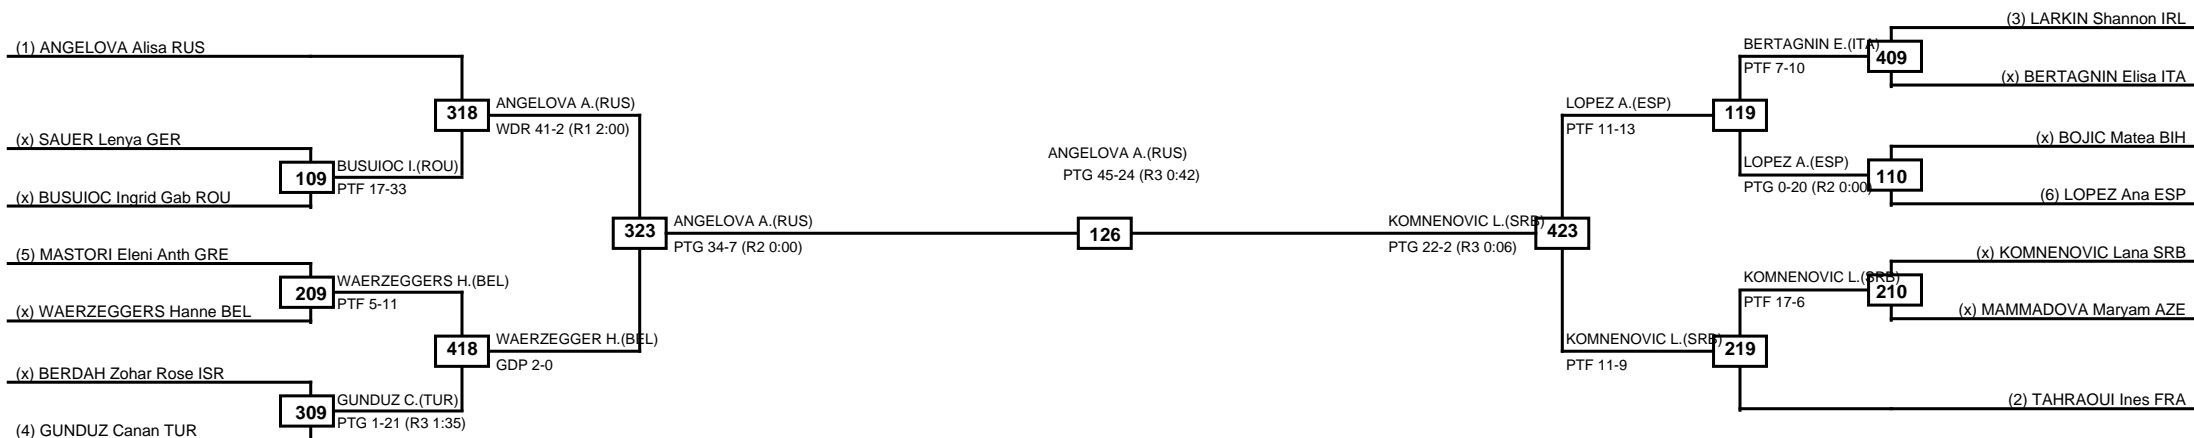 (1) ANGELOVA Alisa RUS
(x) SAUER Lenya GER
(x) BUSUIOC Ingrid Gab ROU
(5) MASTORI Eleni Anth GRE
(x) WAERZEGGERS Hanne BEL
(x) BERDAH Zohar Rose ISR
(4) GUNDUZ Canan TUR
109
BUSUIOC I.(ROU)
PTF 17-33
209
WAERZEGGERS H.(BEL)
PTF 5-11
309
GUNDUZ C.(TUR)
PTG 1-21 (R3 1:35)
318
ANGELOVA A.(RUS)
WDR 41-2 (R1 2:00)
418
WAERZEGGER H.(BEL)
GDP 2-0
323
ANGELOVA A.(RUS)
PTG 34-7 (R2 0:00)
ANGELOVA A.(RUS)
PTG 45-24 (R3 0:42)
126
KOMNENOVIC L.(SRB)
PTG 22-2 (R3 0:06)
423
LOPEZ A.(ESP)
PTF 11-13
119
KOMNENOVIC L.(SRB)
PTF 11-9
219
BERTAGNIN E.(ITA)
PTF 7-10
409
LOPEZ A.(ESP)
PTG 0-20 (R2 0:00)
110
KOMNENOVIC L.(SRB)
PTF 17-6
210
(3) LARKIN Shannon IRL
(x) BERTAGNIN Elisa ITA
(x) BOJIC Matea BIH
(6) LOPEZ Ana ESP
(x) KOMNENOVIC Lana SRB
(x) MAMMADOVA Maryam AZE
(2) TAHRAOUI Ines FRA